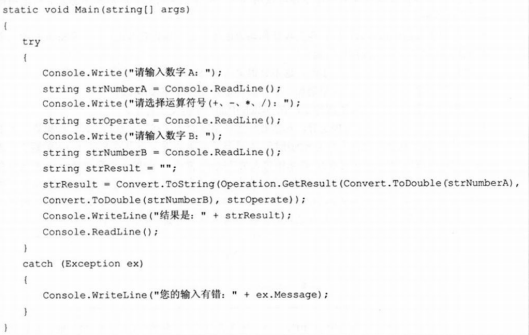 static void Main(string[] args)
{
    try
    {
        Console.Write("请输入数字 A: ");
        string strNumberA = Console.ReadLine();
        Console.Write("请选择运算符号(+、-、*、/): ");
        string strOperate = Console.ReadLine();
        Console.Write("请输入数字 B: ");
        string strNumberB = Console.ReadLine();
        string strResult = "";
        strResult = Convert.ToString(Operation.GetResult(Convert.ToDouble(strNumberA),
        Convert.ToDouble(strNumberB), strOperate));
        Console.WriteLine("结果是: " + strResult);
        Console.ReadLine();
    }
    catch (Exception ex)
    {
        Console.WriteLine("您的输入有错: " + ex.Message);
    }
}